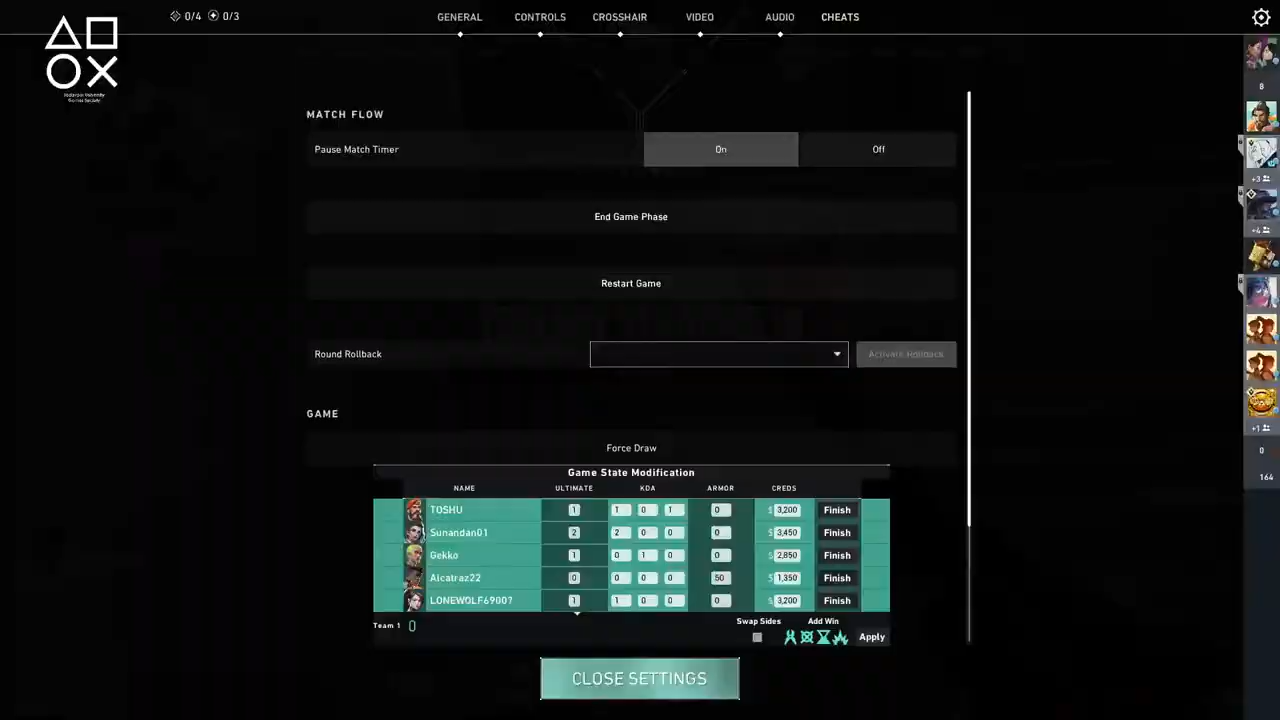 0/4 0/3
GENERAL CONTROLS CROSSHAIR VIDEO AUDIO CHEATS
MATCH FLOW
Pause Match Timer On Off
End Game Phase
Restart Game
Round Rollback Activate Rollback
GAME
Force Draw
Game State Modification
NAME ULTIMATE KDA ARMOR CREDS
TOSHU 1 1 0 1 0 $ 3,200 Finish
Sunandan01 2 2 0 0 0 $ 3,450 Finish
Gekko 1 0 1 0 0 $ 2,850 Finish
Alcatraz22 0 0 0 0 50 $ 1,350 Finish
LONEWOLF69007 1 1 0 0 0 $ 3,200 Finish
Team 1 0
Swap Sides Add Win
Apply
CLOSE SETTINGS
8
+3
+4
+1
0
164